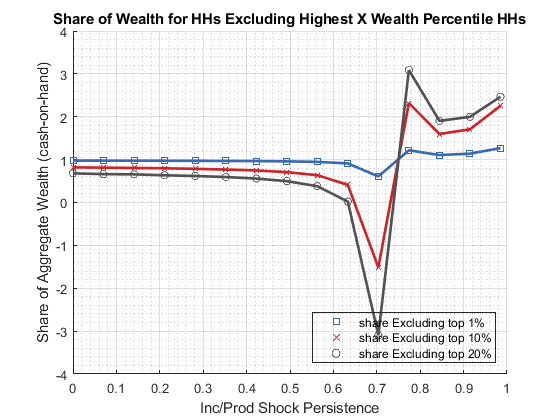 Share of Wealth for HHs Excluding Highest X Wealth Percentile HHs
4
3
2
1
0
-1
-2
-3
-4
Share of Aggregate Wealth (cash-on-hand)
share Excluding top 1%
share Excluding top 10%
share Excluding top 20%
0 0.1 0.2 0.3 0.4 0.5 0.6 0.7 0.8 0.9 1
Inc/Prod Shock Persistence